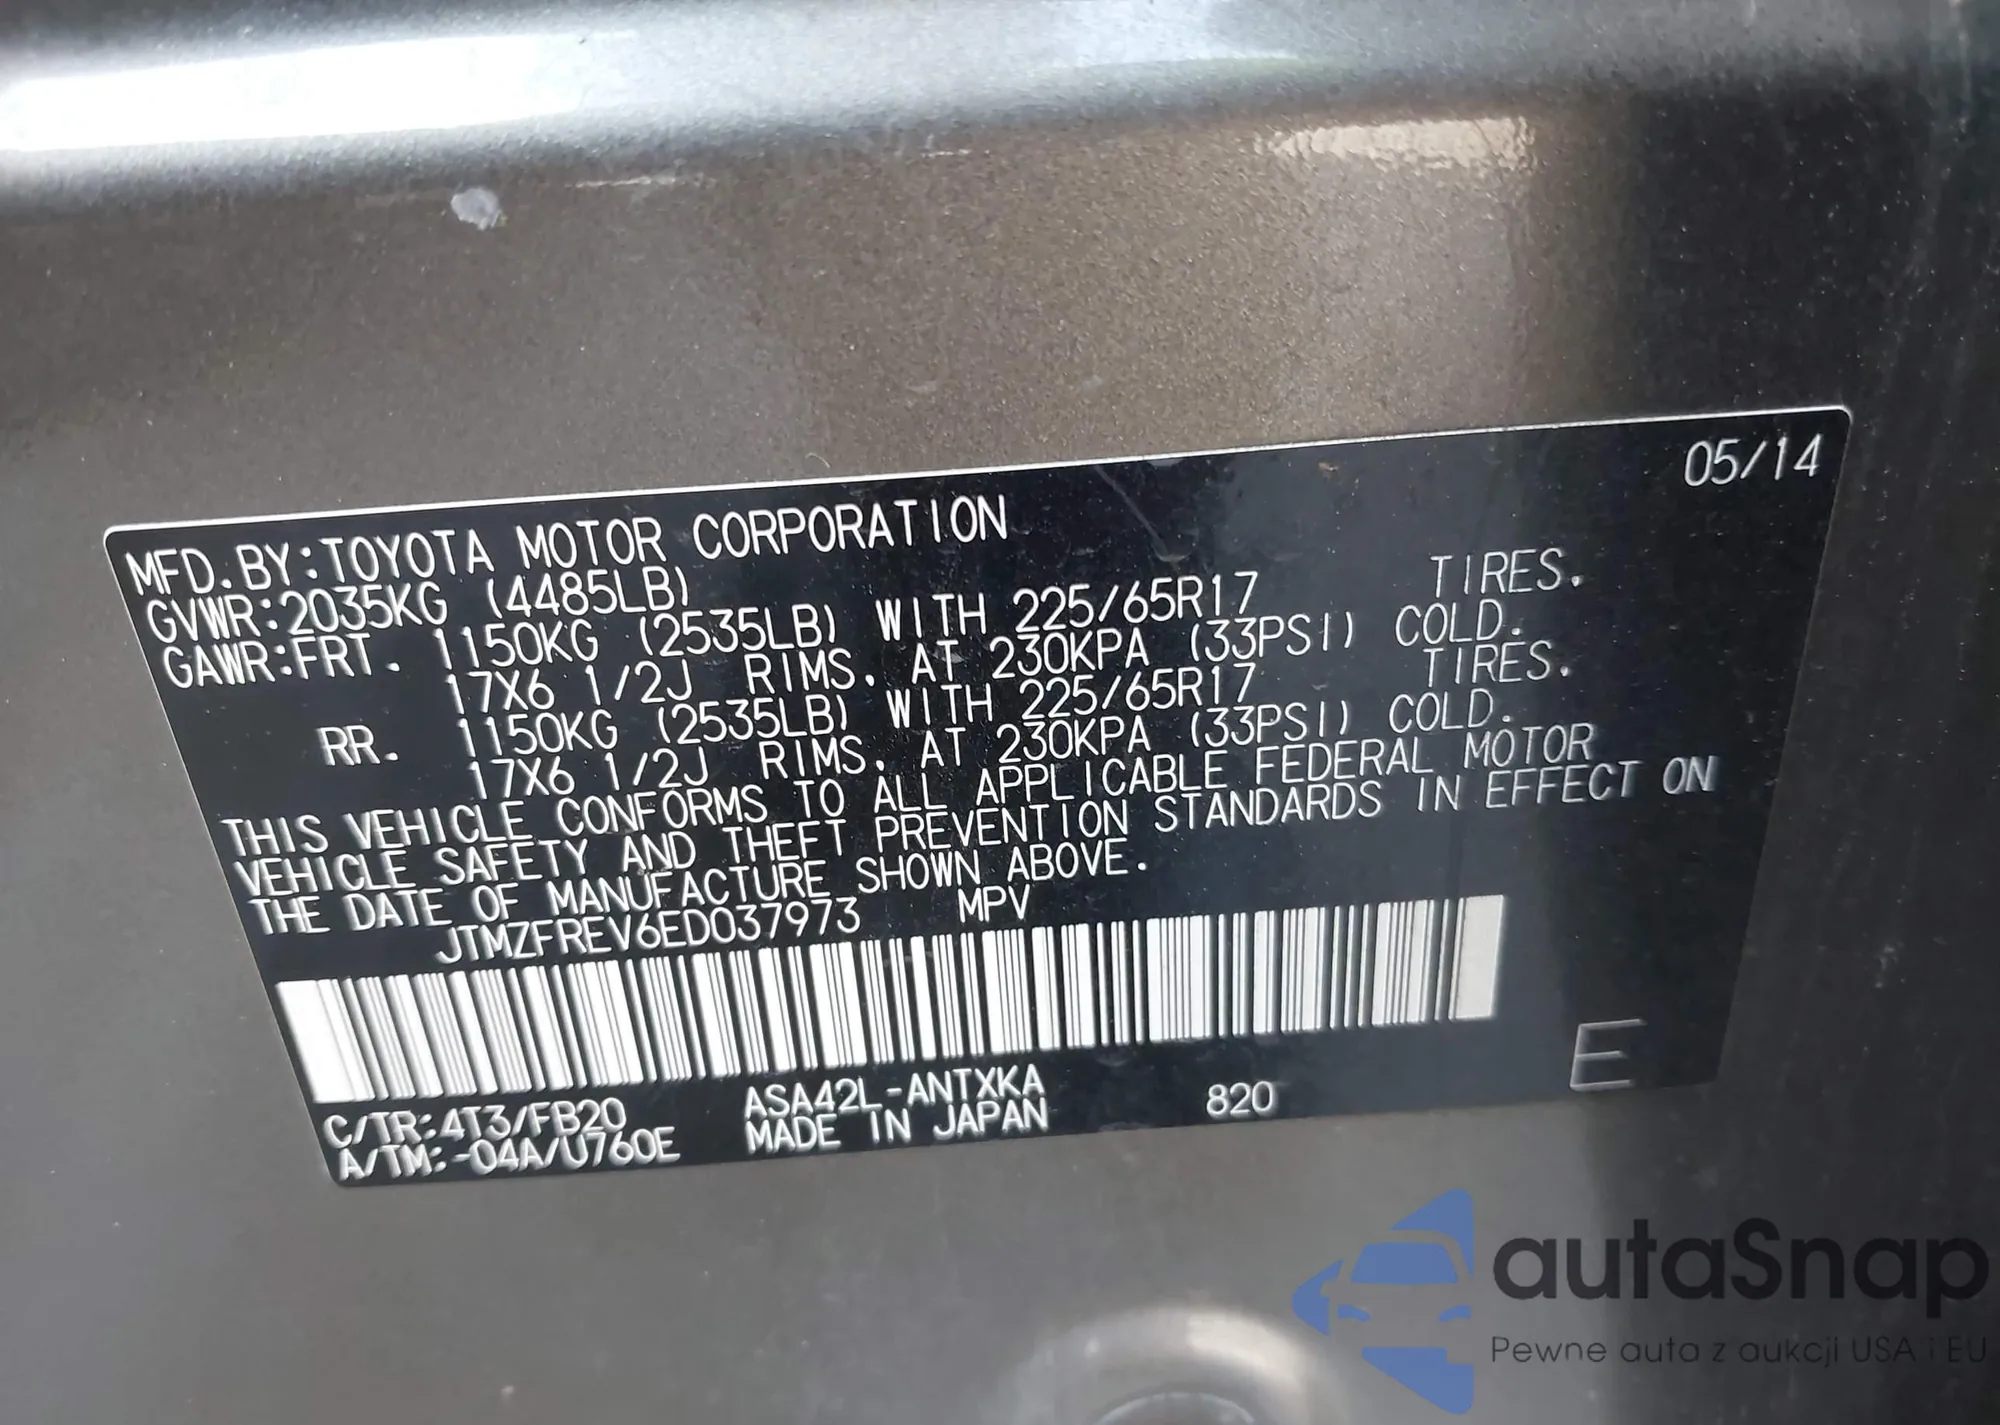 05/14
MFD.BY:TOYOTA MOTOR CORPORATION
GVWR:2035KG (4485LB)
GAWR:FRT. 1150KG (2535LB) WITH 225/65R17 TIRES.
17X6 1/2J RIMS. AT 230KPA (33PSI) COLD.
RR. 1150KG (2535LB) WITH 225/65R17 TIRES.
17X6 1/2J RIMS. AT 230KPA (33PSI) COLD.
THIS VEHICLE CONFORMS TO ALL APPLICABLE FEDERAL MOTOR
VEHICLE SAFETY AND THEFT PREVENTION STANDARDS IN EFFECT ON
THE DATE OF MANUFACTURE SHOWN ABOVE.
JTMZFREV6ED037973 MPV
C/TR:4T3/FB20 ASA42L-ANTXKA 820 E
A/TM:-04A/U760E MADE IN JAPAN
autaSnap
Pewne auta z aukcji USA i EU